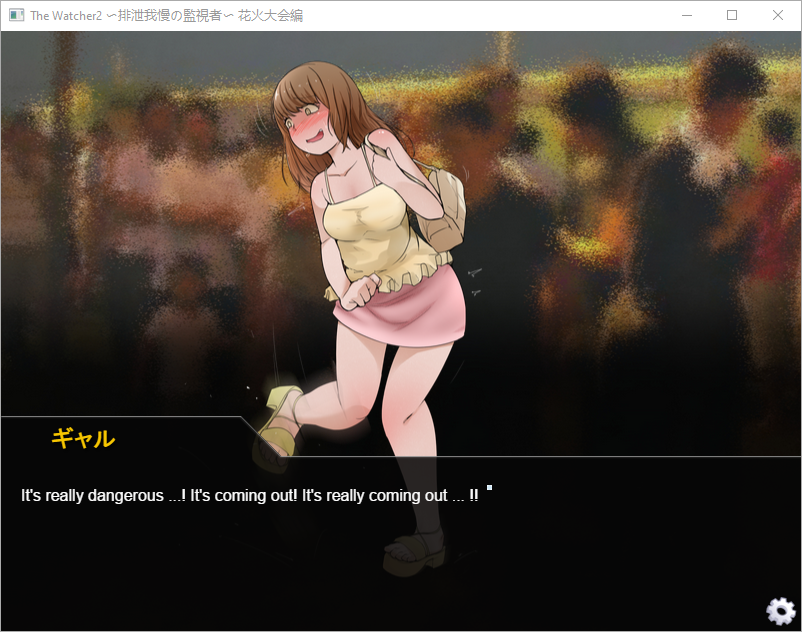 The Watcher2 ～排泄我慢の監視者～ 花火大会編
ギャル
It's really dangerous ...! It's coming out! It's really coming out ... !!